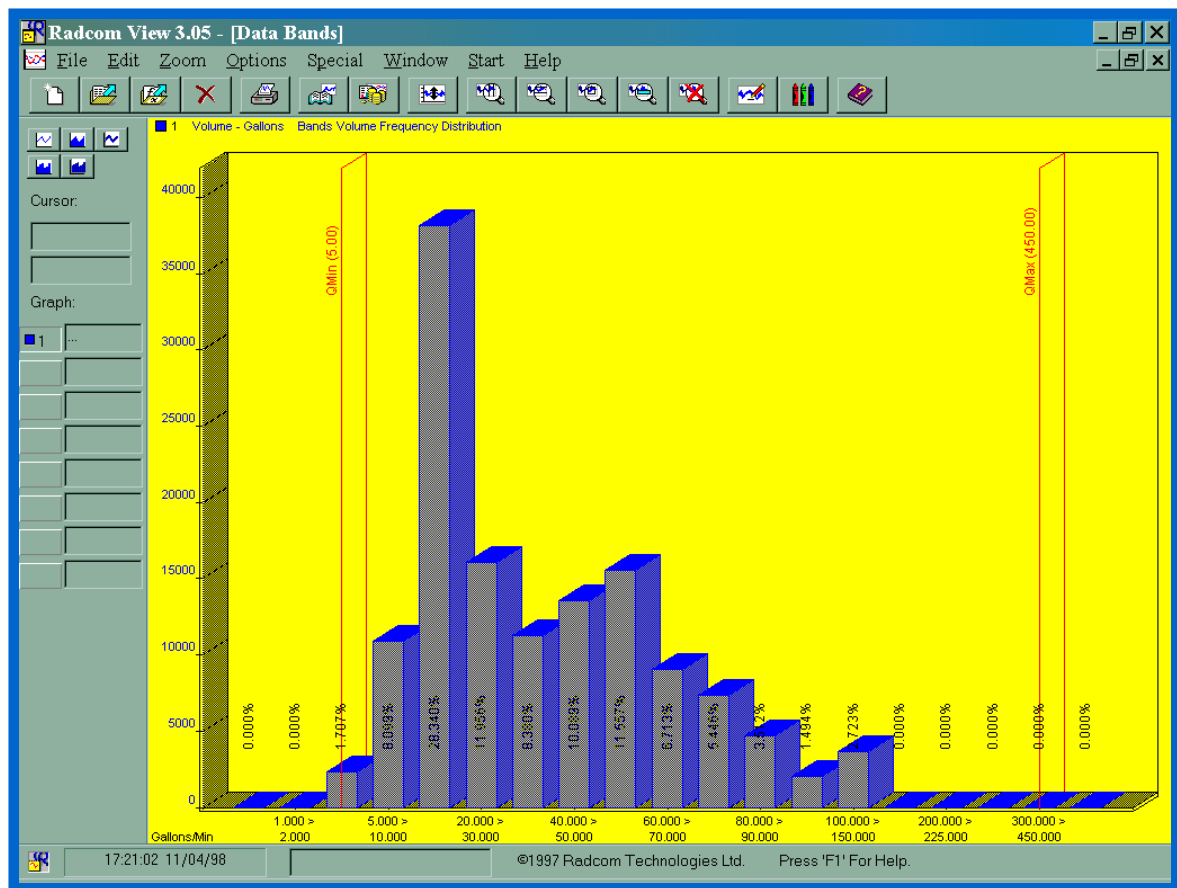 Radcom View 3.05 - [Data Bands]
File Edit Zoom Options Special Window Start Help
1 Volume - Gallons Bands Volume Frequency Distribution
Cursor:
Graph:
1 ...
40000
35000
30000
25000
20000
15000
10000
5000
0
QMin (5.00)
QMax (450.00)
0.000% 0.000% 1.707% 8.093% 28.340% 11.956% 8.380% 10.083% 11.557% 6.713% 5.446% 1.494% 2.723% 0.000% 0.000% 0.000% 0.000% 0.000%
1.000 > 5.000 > 20.000 > 40.000 > 60.000 > 80.000 > 100.000 > 200.000 > 300.000 >
Gallons/Min 2.000 10.000 30.000 50.000 70.000 90.000 150.000 225.000 450.000
17:21:02 11/04/98 ©1997 Radcom Technologies Ltd. Press 'F1' For Help.